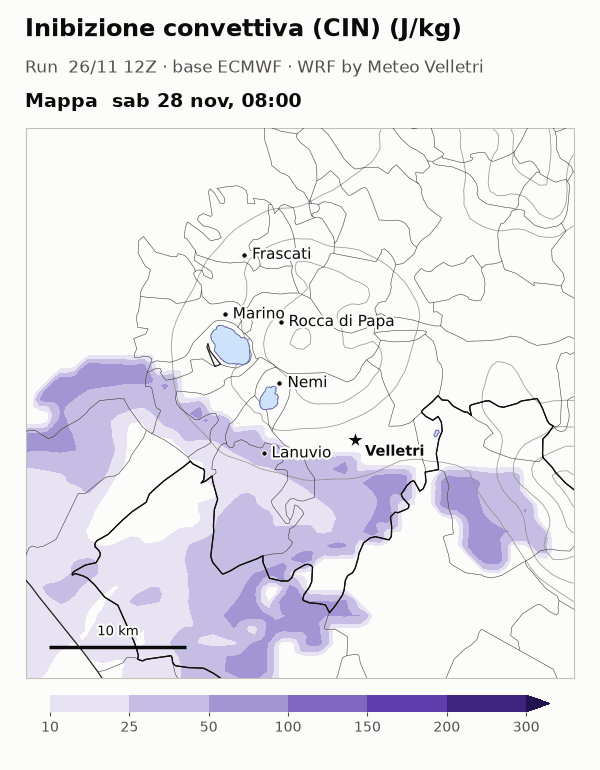 Inibizione convettiva (CIN) (J/kg)
Run  26/11 12Z · base ECMWF · WRF by Meteo Velletri
Mappa  sab 28 nov, 08:00
Frascati
Marino
Rocca di Papa
Nemi
Velletri
Lanuvio
10 km
10 25 50 100 150 200 300